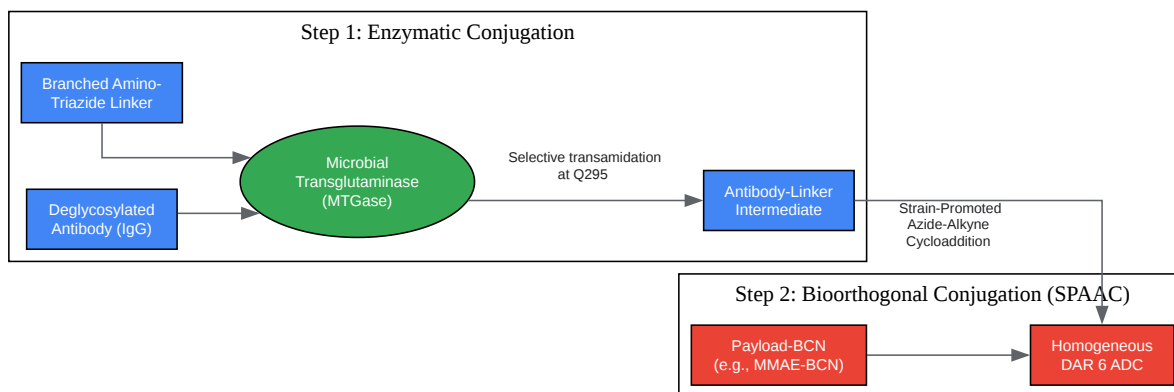 Step 1: Enzymatic Conjugation
Branched Amino-
Triazide Linker
Microbial
Transglutaminase
(MTGase)
Selective transamidation
at Q295
Deglycosylated
Antibody (IgG)
Antibody-Linker
Intermediate
Strain-Promoted
Azide-Alkyne
Cycloaddition
Step 2: Bioorthogonal Conjugation (SPAAC)
Payload-BCN
(e.g., MMAE-BCN)
Homogeneous
DAR 6 ADC